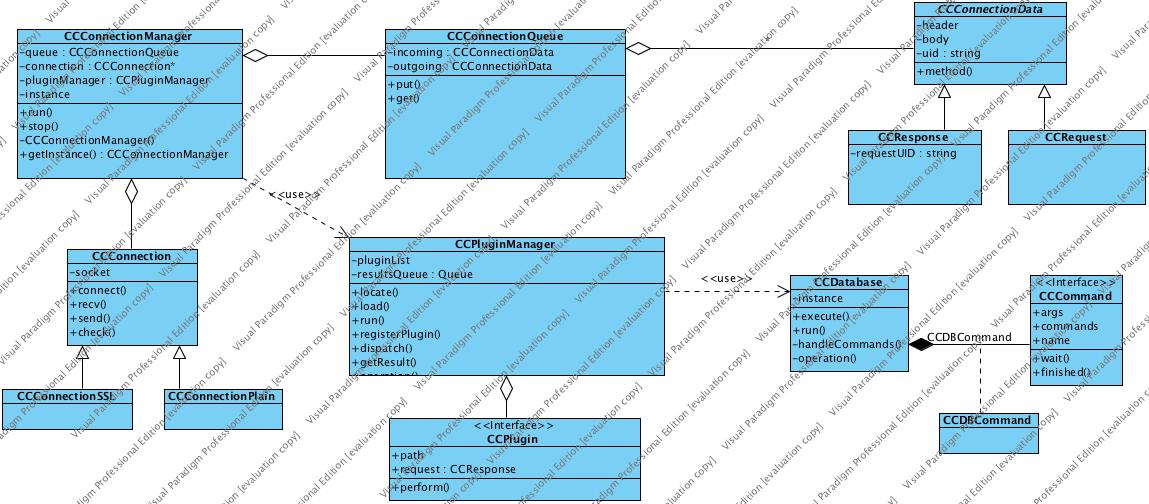 CCConnectionManager
-queue : CCConnectionQueue
-connection : CCConnection*
-pluginManager : CCPluginManager
-instance
+run()
+stop()
-CCConnectionManager()
+getInstance() : CCConnectionManager
CCConnectionQueue
-incoming : CCConnectionData
-outgoing : CCConnectionData
+put()
+get()
CCConnectionData
-header
-body
-uid : string
+method()
CCResponse
-requestUID : string
CCRequest
<<use>>
CCConnection
-socket
+connect()
+recv()
+send()
+check()
CCConnectionSSL
CCConnectionPlain
CCPluginManager
-pluginList
-resultsQueue : Queue
+locate()
+load()
+run()
+registerPlugin()
+dispatch()
+getResult()
<<use>>
CCDatabase
-instance
+execute()
+run()
-handleCommands()
-operation()
CCDBCommand
<<Interface>>
CCCommand
+args
+commands
+name
+wait()
+finished()
CCDBCommand
<<Interface>>
CCPlugin
+path
+request : CCResponse
+perform()
Visual Paradigm Professional Edition [evaluation copy]